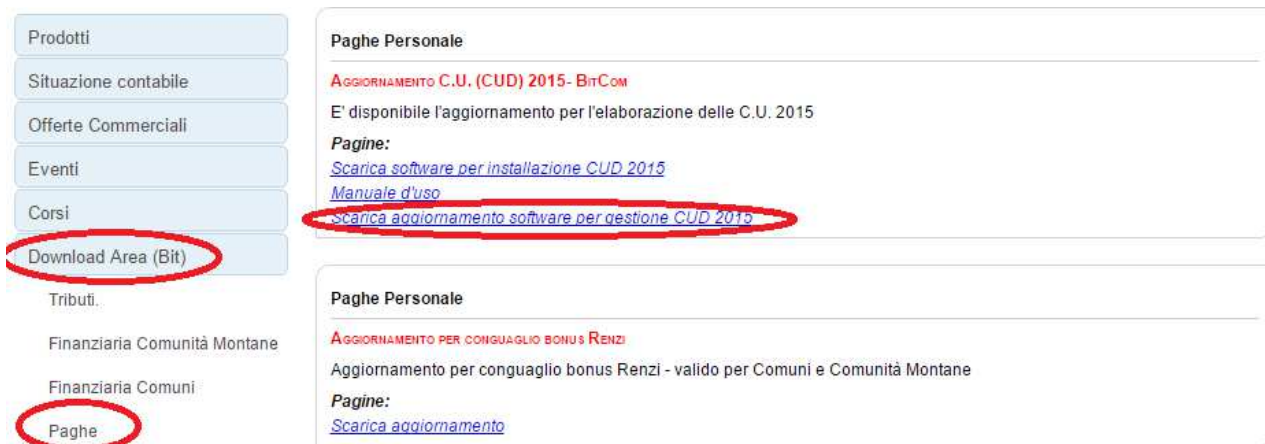 Prodotti
Situazione contabile
Offerte Commerciali
Eventi
Corsi
Download Area (Bit)
Tributi.
Finanziaria Comunità Montane
Finanziaria Comuni
Paghe
Paghe Personale
Aggiornamento C.U. (CUD) 2015- BitCom
E' disponibile l'aggiornamento per l'elaborazione delle C.U. 2015
Pagine:
Scarica software per installazione CUD 2015
Manuale d'uso
Scarica aggiornamento software per gestione CUD 2015
Paghe Personale
Aggiornamento per conguaglio bonus Renzi
Aggiornamento per conguaglio bonus Renzi - valido per Comuni e Comunità Montane
Pagine:
Scarica aggiornamento